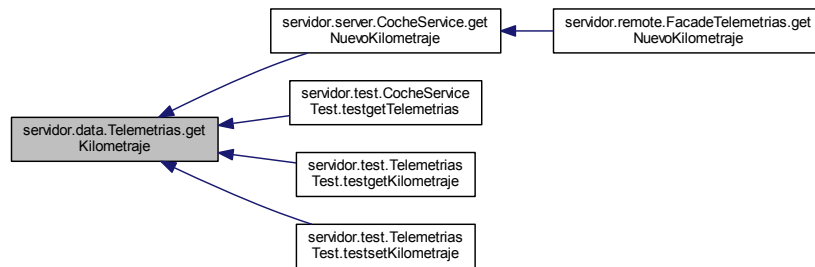 servidor.server.CocheService.get
NuevoKilometraje
servidor.remote.FacadeTelemetrias.get
NuevoKilometraje
servidor.test.CocheService
Test.testgetTelemetrias
servidor.data.Telemetrias.get
Kilometraje
servidor.test.Telemetrias
Test.testgetKilometraje
servidor.test.Telemetrias
Test.testsetKilometraje